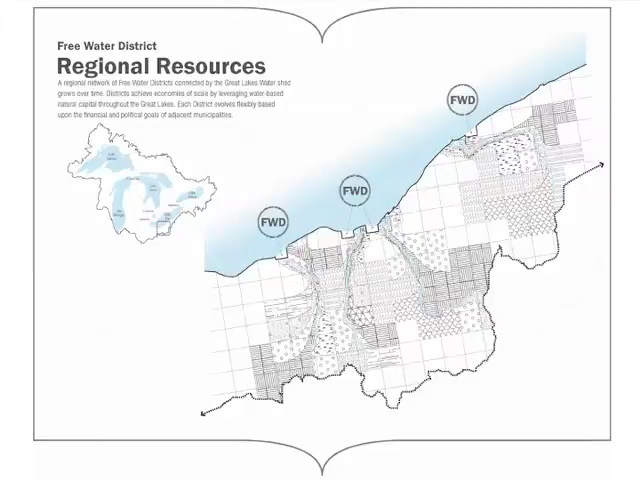 Free Water District
Regional Resources
A regional network of Free Water Districts connected by the Great Lakes Water shed
grows over time. Districts achieve economies of scale by leveraging water-based
natural capital throughout the Great Lakes. Each District evolves flexibly based
upon the financial and political goals of adjacent municipalities.
FWD
FWD
FWD